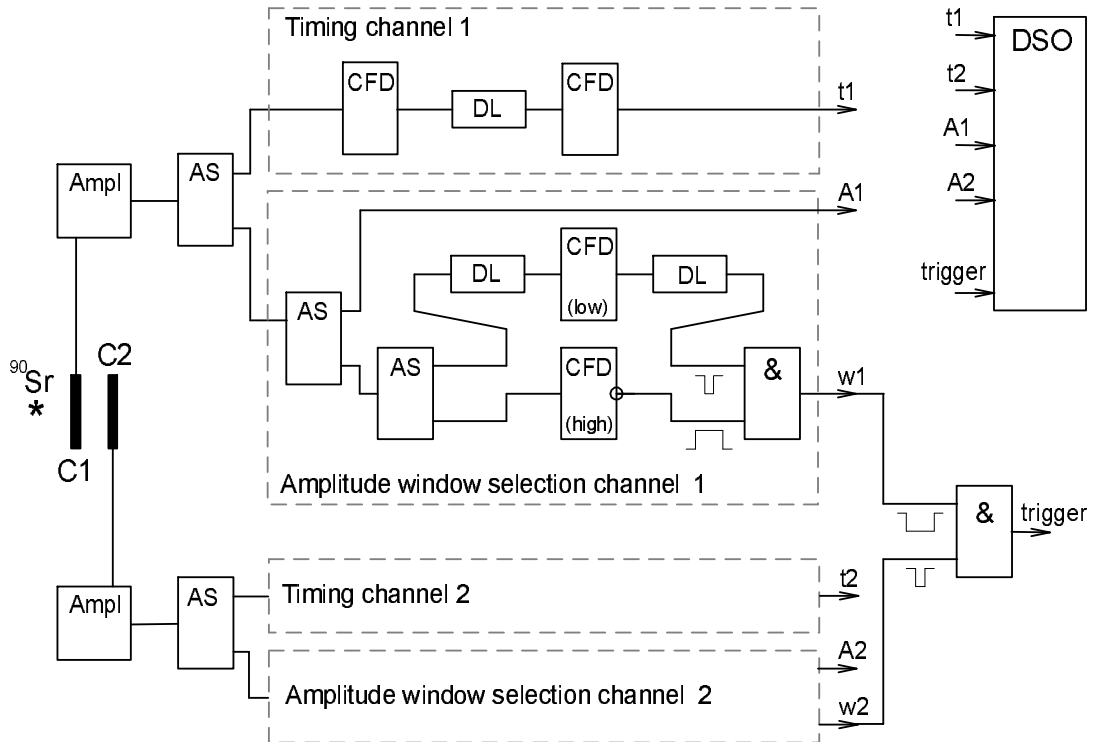 Timing channel 1
CFD
DL
CFD
t1
t1
DSO
t2
A1
A2
trigger
Ampl
AS
A1
CFD
(low)
DL
DL
AS
AS
CFD
(high)
&
w1
Amplitude window selection channel 1
90Sr
*
C2
C1
&
trigger
Ampl
AS
Timing channel 2
t2
A2
Amplitude window selection channel 2
w2